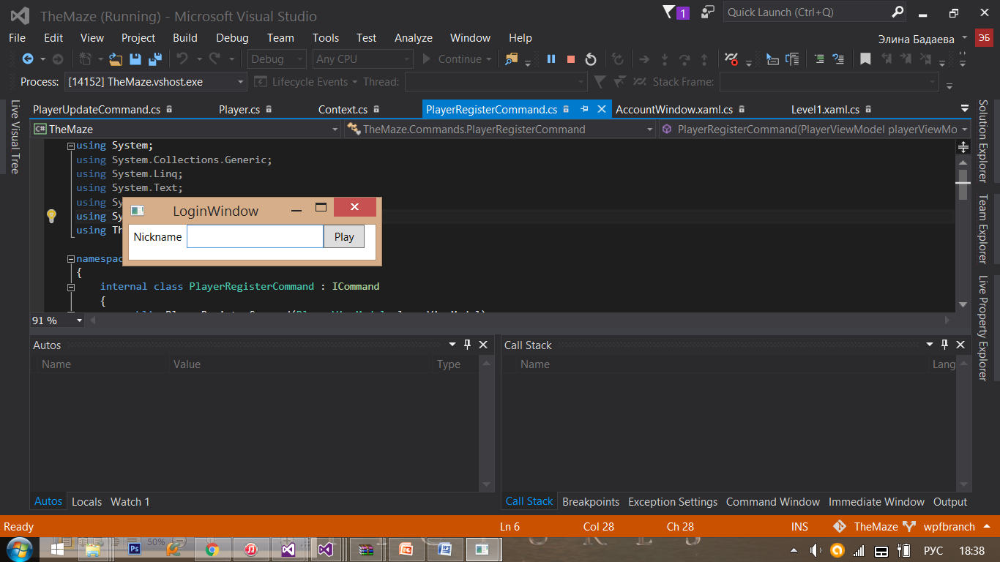 TheMaze (Running) - Microsoft Visual Studio
1
Quick Launch (Ctrl+Q)
File Edit View Project Build Debug Team Tools Test Analyze Window Help
Элина Бадаева
ЭБ
Debug Any CPU Continue
Process: [14152] TheMaze.vshost.exe Lifecycle Events Thread: Stack Frame:
Live Visual Tree
PlayerUpdateCommand.cs Player.cs Context.cs PlayerRegisterCommand.cs AccountWindow.xaml.cs Level1.xaml.cs
C# TheMaze TheMaze.Commands.PlayerRegisterCommand PlayerRegisterCommand(PlayerViewModel playerViewMo
using System;
using System.Collections.Generic;
using System.Linq;
using System.Text;
using Sy
using Sy
using Th
LoginWindow
Nickname Play
namespac
{
internal class PlayerRegisterCommand : ICommand
{
91 %
Solution Explorer
Team Explorer
Live Property Explorer
Autos
Name Value Type
Call Stack
Name Lang
Autos Locals Watch 1
Call Stack Breakpoints Exception Settings Command Window Immediate Window Output
Ready Ln 6 Col 28 Ch 28 INS TheMaze wpfbranch
50%
Ps
РУС 18:38